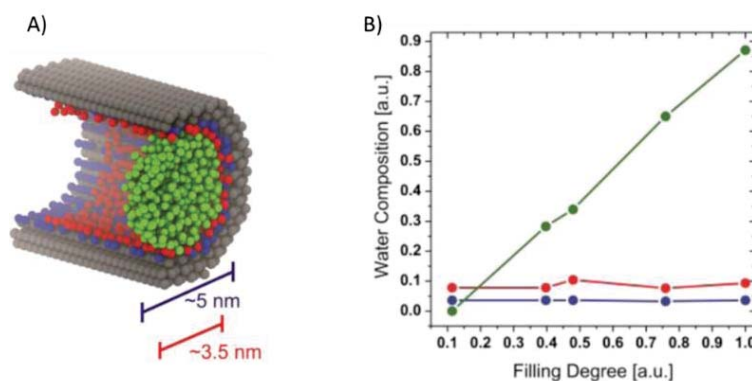 A)
~5 nm
~3.5 nm
B)
Water Composition [a.u.]
0.9
0.8
0.7
0.6
0.5
0.4
0.3
0.2
0.1
0.0
0.1 0.2 0.3 0.4 0.5 0.6 0.7 0.8 0.9 1.0
Filling Degree [a.u.]